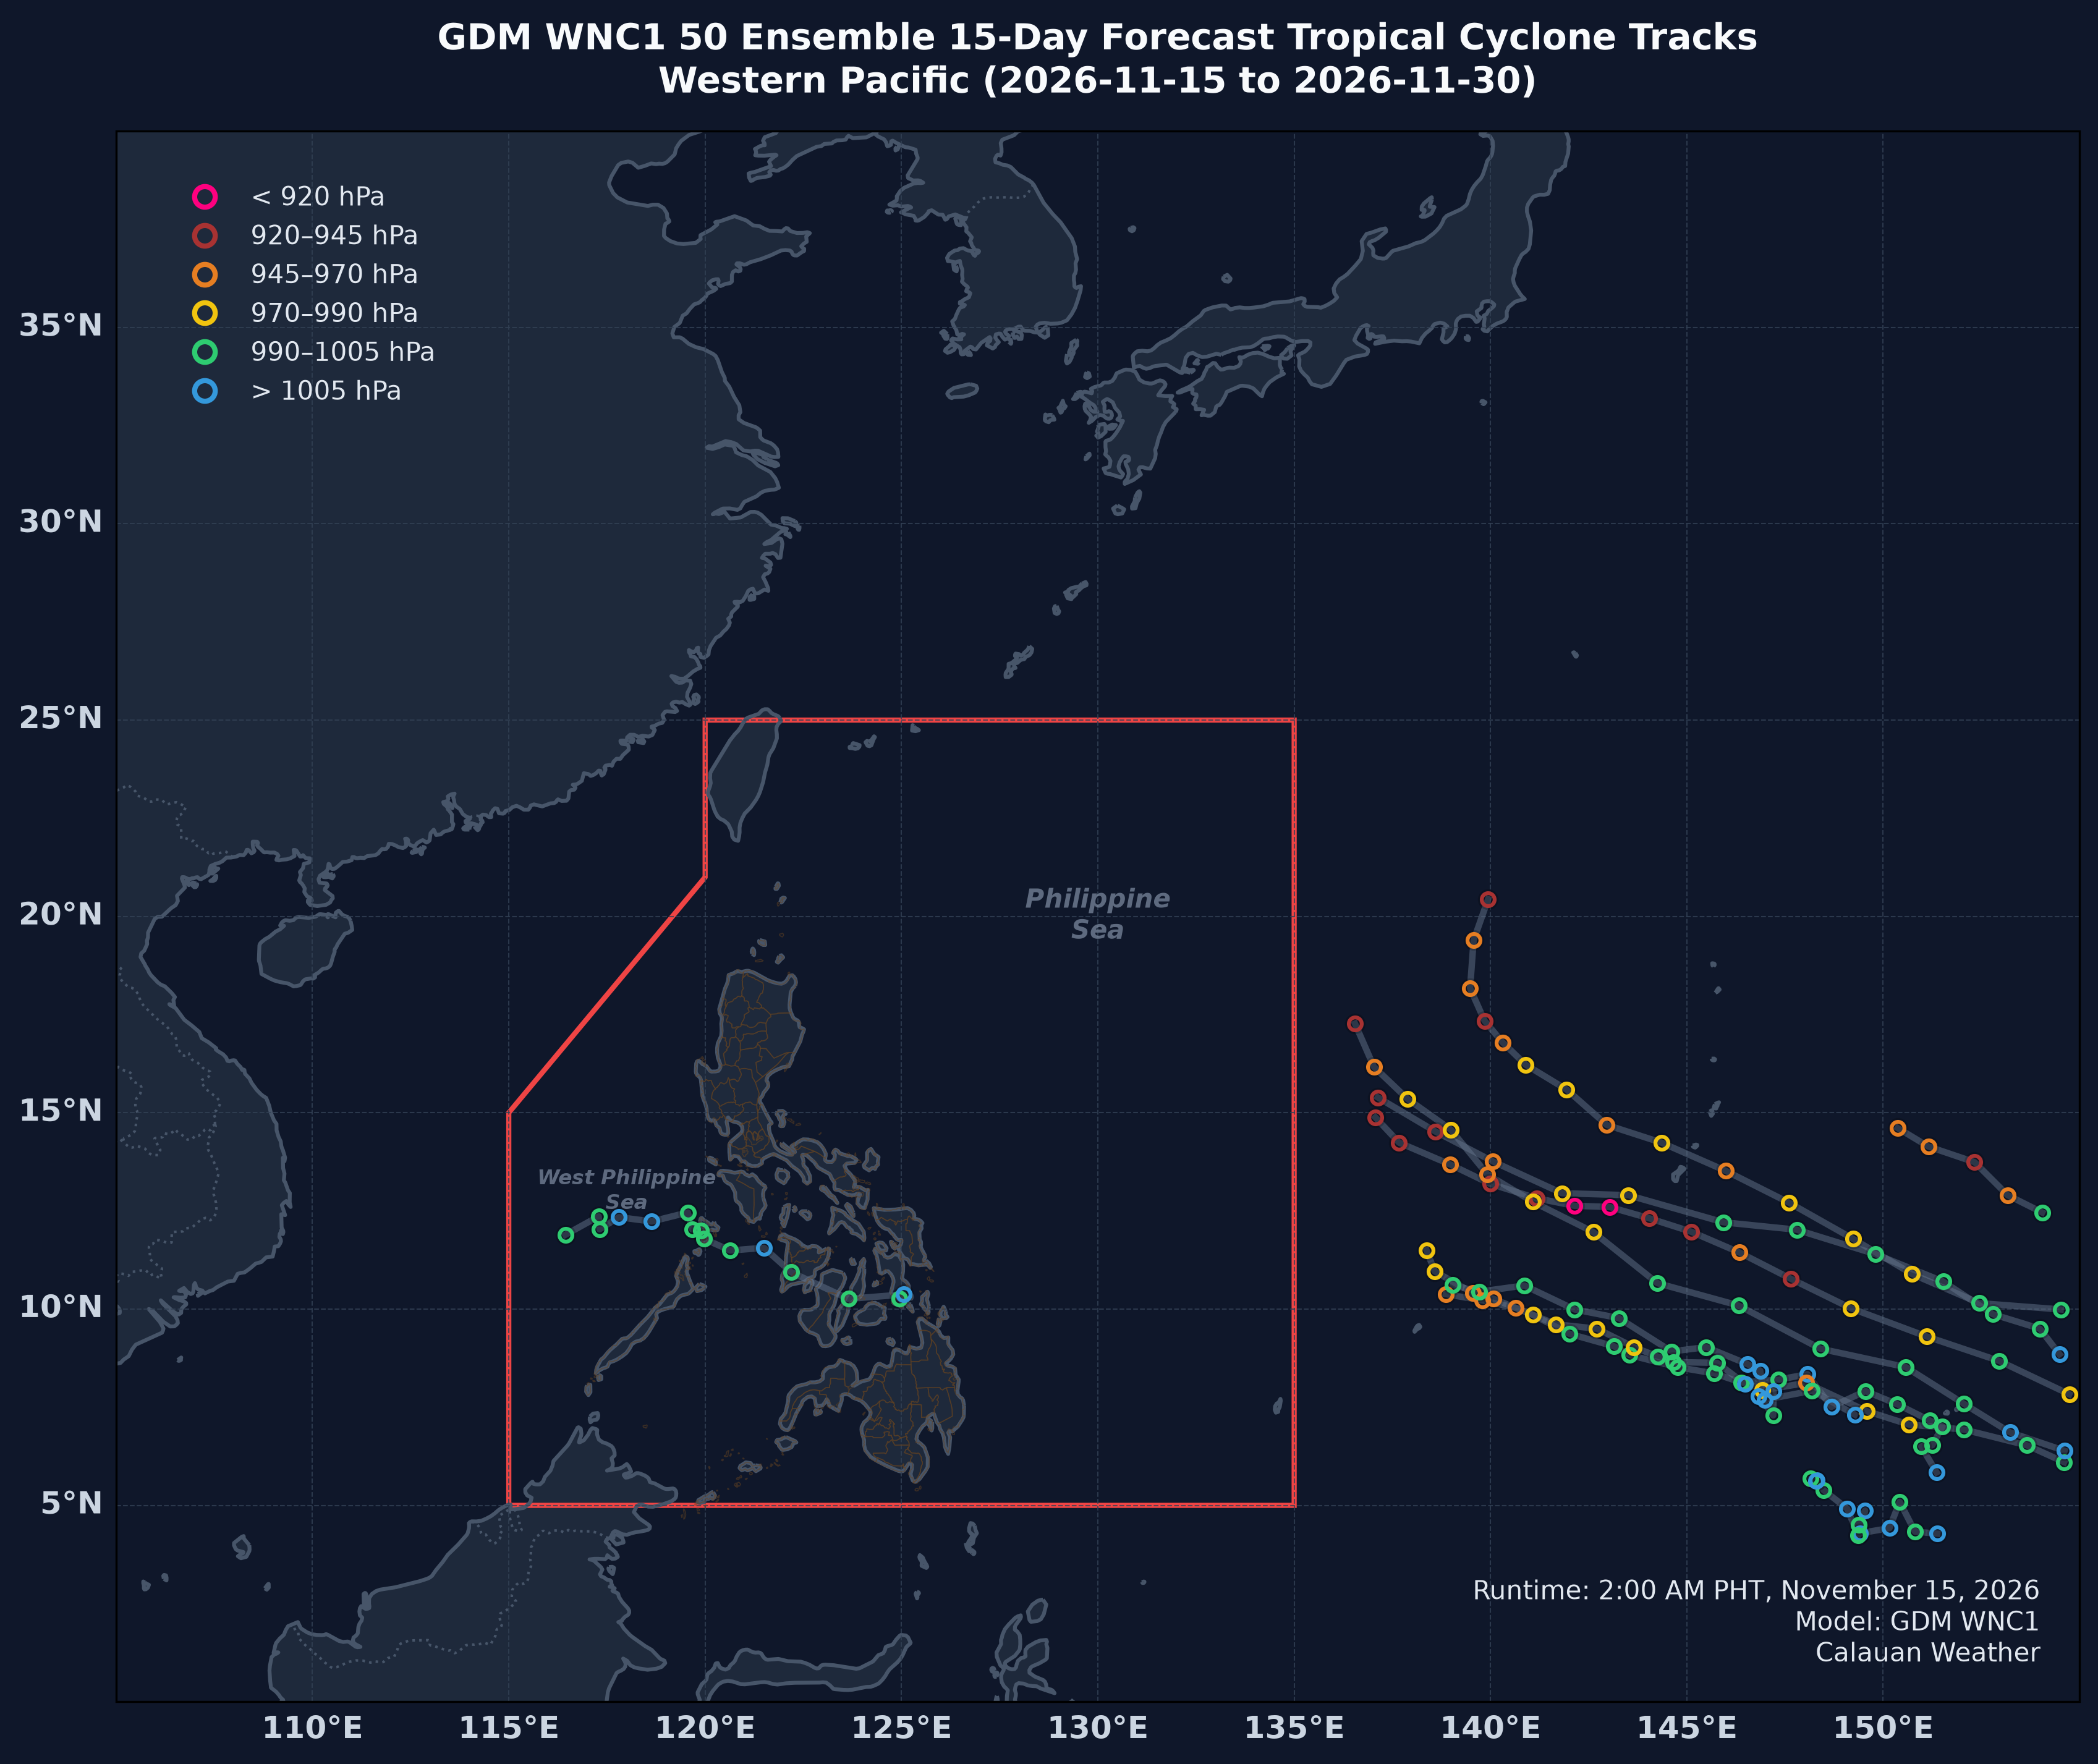 GDM WNC1 50 Ensemble 15-Day Forecast Tropical Cyclone Tracks
Western Pacific (2026-11-15 to 2026-11-30)
< 920 hPa
920–945 hPa
945–970 hPa
970–990 hPa
990–1005 hPa
> 1005 hPa
35°N
30°N
25°N
20°N
15°N
10°N
5°N
Philippine
Sea
West Philippine
Sea
Runtime: 2:00 AM PHT, November 15, 2026
Model: GDM WNC1
Calauan Weather
110°E
115°E
120°E
125°E
130°E
135°E
140°E
145°E
150°E